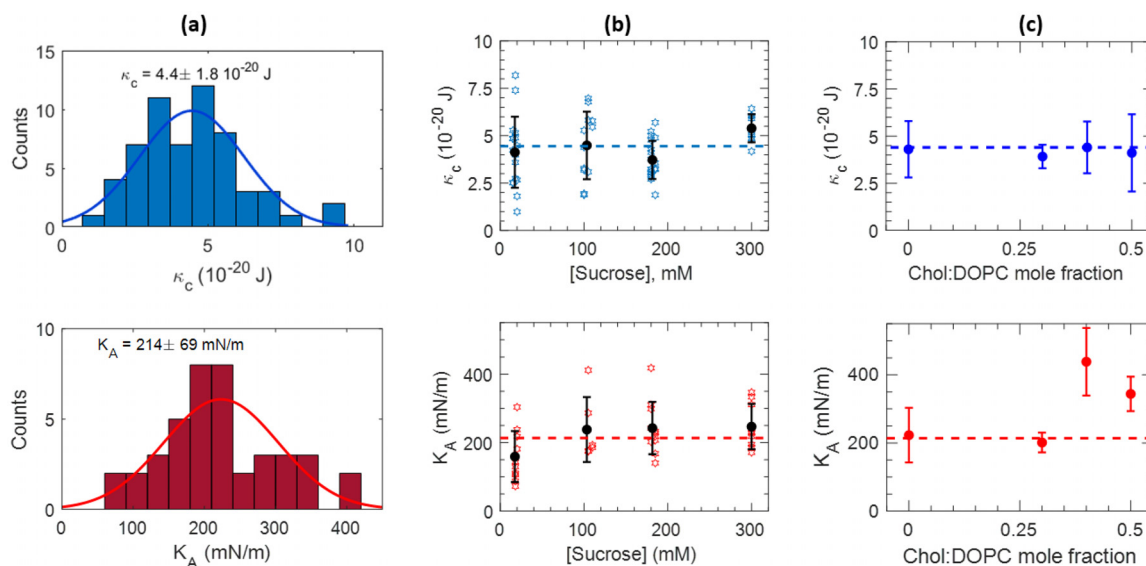 (a)
15
10
5
0
Counts
κc = 4.4± 1.8 10-20 J
0 5 10
κc (10-20 J)
(b)
10
7.5
5
2.5
0
κc (10-20 J)
0 100 200 300
[Sucrose], mM
(c)
10
7.5
5
2.5
0
κc (10-20 J)
0 0.25 0.5
Chol:DOPC mole fraction
10
5
0
Counts
KA = 214± 69 mN/m
0 100 200 300 400
KA (mN/m)
400
200
0
KA (mN/m)
0 100 200 300
[Sucrose] (mM)
400
200
0
KA (mN/m)
0 0.25 0.5
Chol:DOPC mole fraction